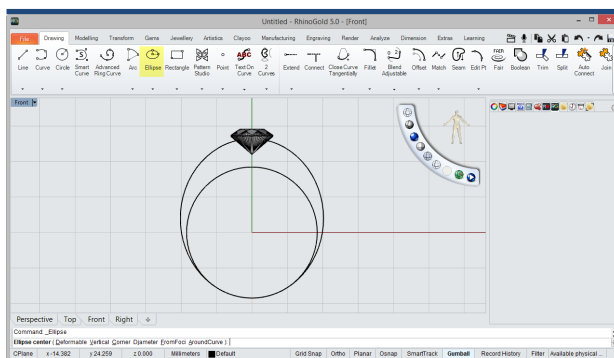 Untitled - RhinoGold 5.0 - [Front]
File Drawing Modelling Transform Gems Jewellery Artistics Clayoo Manufacturing Engraving Render Analyze Dimension Extras Learning
Line Curve Circle Smart Curve Advanced Ring Curve Arc Ellipse Rectangle Pattern Studio Point Text On Curve 2 Curves Extend Connect Close Curve Tangentially Fillet Blend Adjustable Offset Match Seam Edit Pt Fair Boolean Trim Split Auto Connect Join
Front
Perspective Top Front Right
Command: _Ellipse
Ellipse center ( Deformable Vertical Corner Diameter FromFoci AroundCurve ):
CPlane x -14.382 y 24.259 z 0.000 Millimeters Default Grid Snap Ortho Planar Osnap SmartTrack Gumball Record History Filter Available physical ...